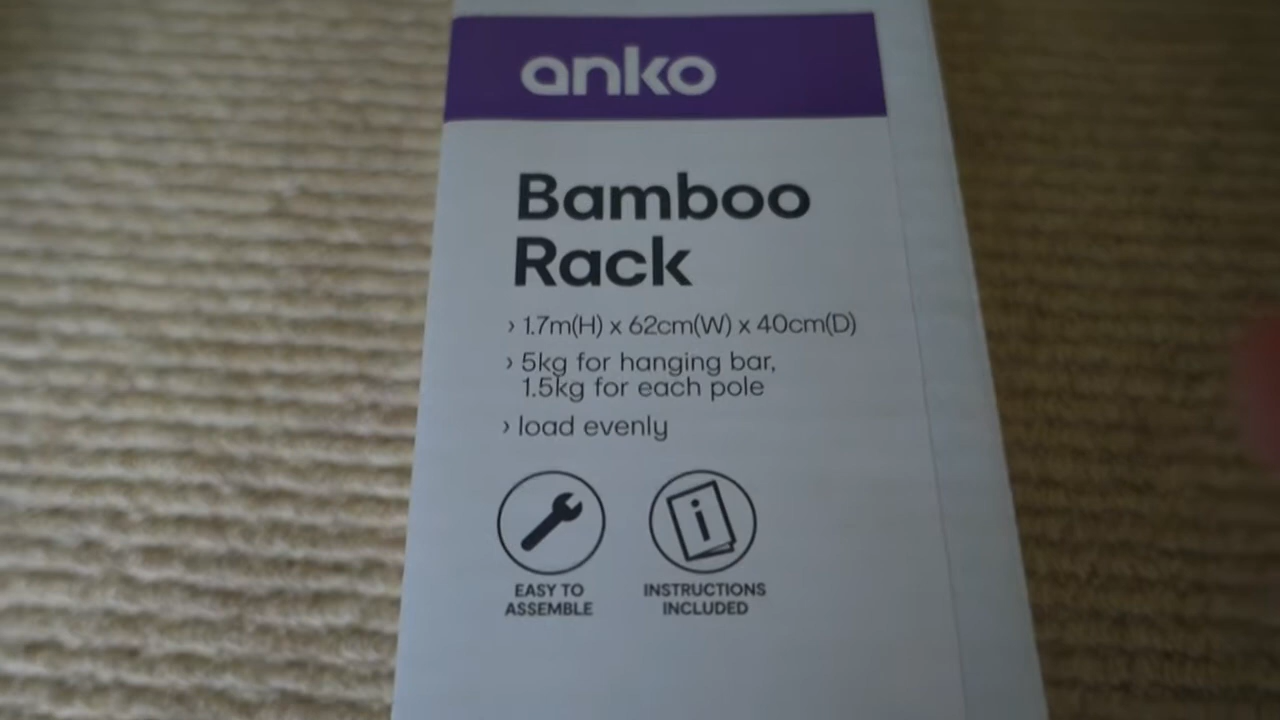 anko
Bamboo
Rack
› 1.7m(H) x 62cm(W) x 40cm(D)
› 5kg for hanging bar,
1.5kg for each pole
› load evenly
i
EASY TO
ASSEMBLE
INSTRUCTIONS
INCLUDED